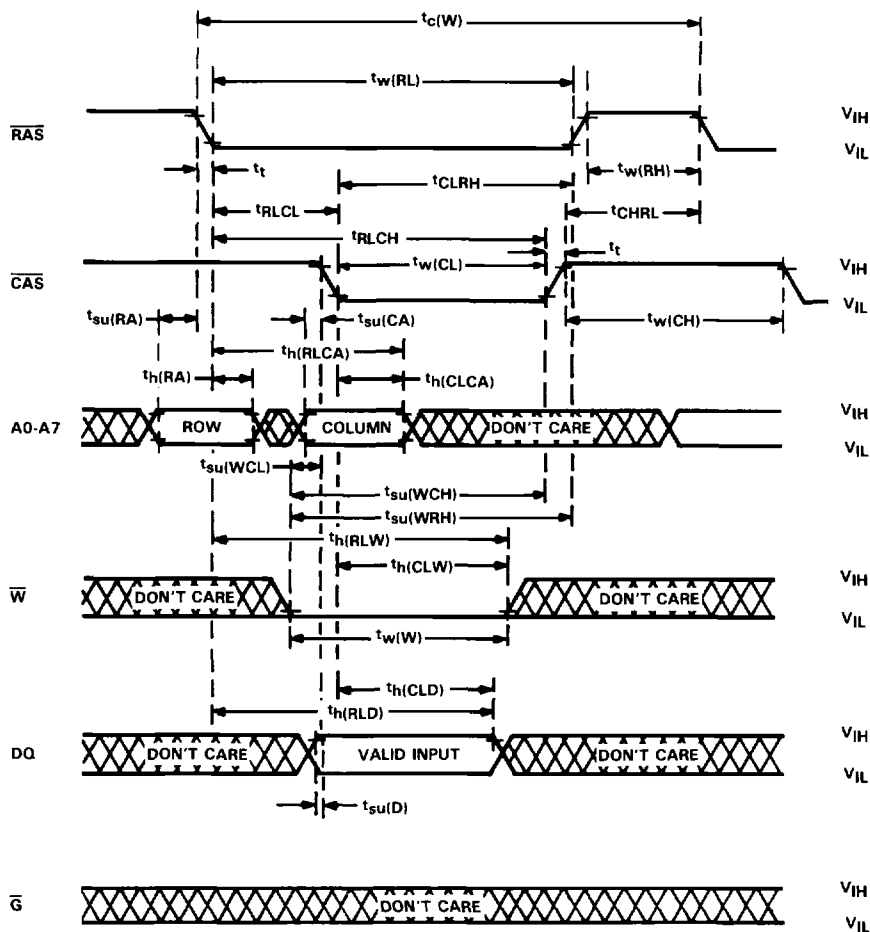 tc(W)
tw(RL)
RAS
VIH
VIL
tt
tCLRH
tw(RH)
tRLCL
tCHRL
tRLCH
CAS
tw(CL)
tt
VIH
VIL
tsu(RA)
tsu(CA)
tw(CH)
th(RLCA)
th(RA)
th(CLCA)
A0-A7
ROW
COLUMN
DON'T CARE
VIH
VIL
tsu(WCL)
tsu(WCH)
tsu(WRH)
th(RLW)
th(CLW)
W
DON'T CARE
DON'T CARE
VIH
VIL
tw(W)
th(CLD)
th(RLD)
DQ
DON'T CARE
VALID INPUT
DON'T CARE
VIH
VIL
tsu(D)
G
DON'T CARE
VIH
VIL